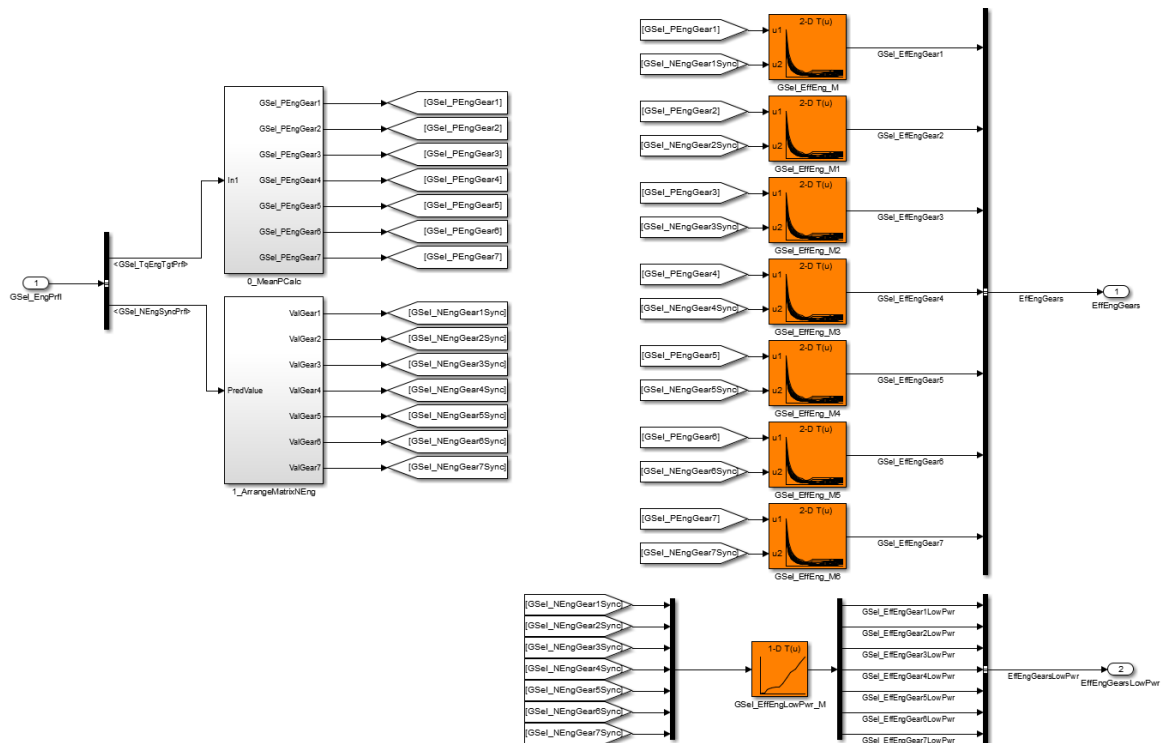 1
GSel_EngPrfl
<GSel_TqEngTgtPrfl>
<GSel_NEngSyncPrfl>
In1
GSel_PEngGear1
GSel_PEngGear2
GSel_PEngGear3
GSel_PEngGear4
GSel_PEngGear5
GSel_PEngGear6
GSel_PEngGear7
0_MeanPCalc
[GSel_PEngGear1]
[GSel_PEngGear2]
[GSel_PEngGear3]
[GSel_PEngGear4]
[GSel_PEngGear5]
[GSel_PEngGear6]
[GSel_PEngGear7]
PredValue
ValGear1
ValGear2
ValGear3
ValGear4
ValGear5
ValGear6
ValGear7
1_ArrangeMatrixNEng
[GSel_NEngGear1Sync]
[GSel_NEngGear2Sync]
[GSel_NEngGear3Sync]
[GSel_NEngGear4Sync]
[GSel_NEngGear5Sync]
[GSel_NEngGear6Sync]
[GSel_NEngGear7Sync]
[GSel_PEngGear1]
[GSel_NEngGear1Sync]
u1
u2
2-D T(u)
GSel_EffEng_M
GSel_EffEngGear1
[GSel_PEngGear2]
[GSel_NEngGear2Sync]
u1
u2
2-D T(u)
GSel_EffEng_M1
GSel_EffEngGear2
[GSel_PEngGear3]
[GSel_NEngGear3Sync]
u1
u2
2-D T(u)
GSel_EffEng_M2
GSel_EffEngGear3
[GSel_PEngGear4]
[GSel_NEngGear4Sync]
u1
u2
2-D T(u)
GSel_EffEng_M3
GSel_EffEngGear4
[GSel_PEngGear5]
[GSel_NEngGear5Sync]
u1
u2
2-D T(u)
GSel_EffEng_M4
GSel_EffEngGear5
[GSel_PEngGear6]
[GSel_NEngGear6Sync]
u1
u2
2-D T(u)
GSel_EffEng_M5
GSel_EffEngGear6
[GSel_PEngGear7]
[GSel_NEngGear7Sync]
u1
u2
2-D T(u)
GSel_EffEng_M6
GSel_EffEngGear7
EffEngGears
1
EffEngGears
[GSel_NEngGear1Sync]
[GSel_NEngGear2Sync]
[GSel_NEngGear3Sync]
[GSel_NEngGear4Sync]
[GSel_NEngGear5Sync]
[GSel_NEngGear6Sync]
[GSel_NEngGear7Sync]
1-D T(u)
GSel_EffEngLowPwr_M
GSel_EffEngGear1LowPwr
GSel_EffEngGear2LowPwr
GSel_EffEngGear3LowPwr
GSel_EffEngGear4LowPwr
GSel_EffEngGear5LowPwr
GSel_EffEngGear6LowPwr
GSel_EffEngGear7LowPwr
EffEngGearsLowPwr
2
EffEngGearsLowPwr